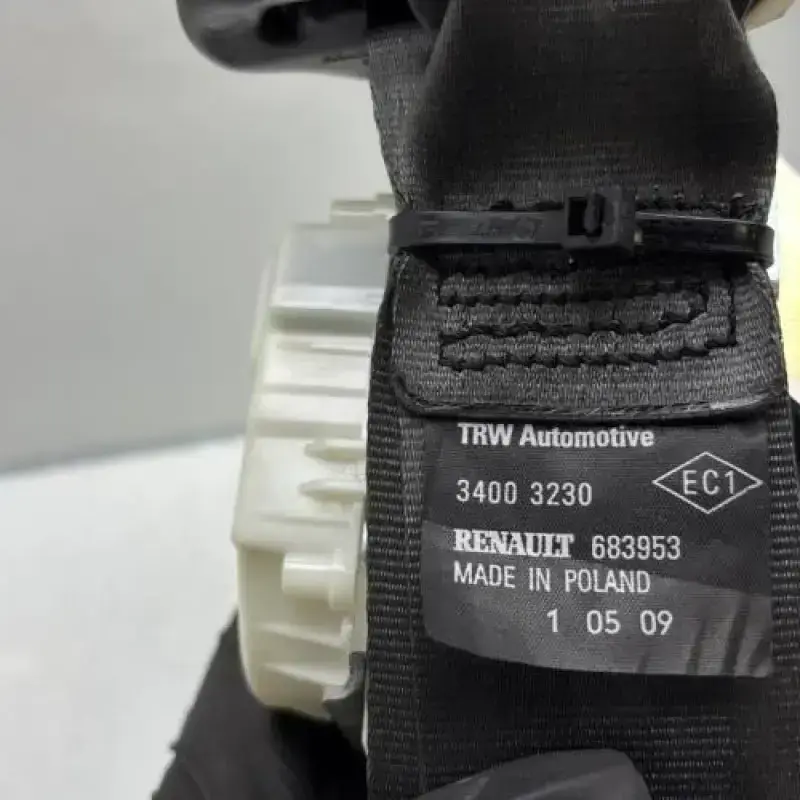 TRW Automotive
3400 3230
EC1
RENAULT 683953
MADE IN POLAND
1 05 09